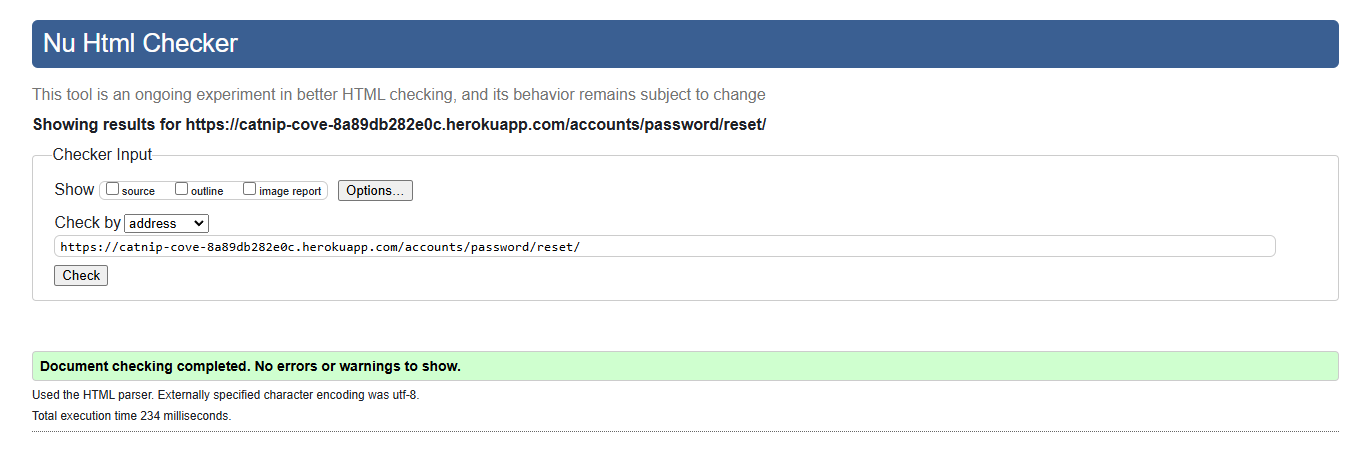 Nu Html Checker
This tool is an ongoing experiment in better HTML checking, and its behavior remains subject to change
Showing results for https://catnip-cove-8a89db282e0c.herokuapp.com/accounts/password/reset/
Checker Input
Show source outline image report Options...
Check by address
https://catnip-cove-8a89db282e0c.herokuapp.com/accounts/password/reset/
Check
Document checking completed. No errors or warnings to show.
Used the HTML parser. Externally specified character encoding was utf-8.
Total execution time 234 milliseconds.